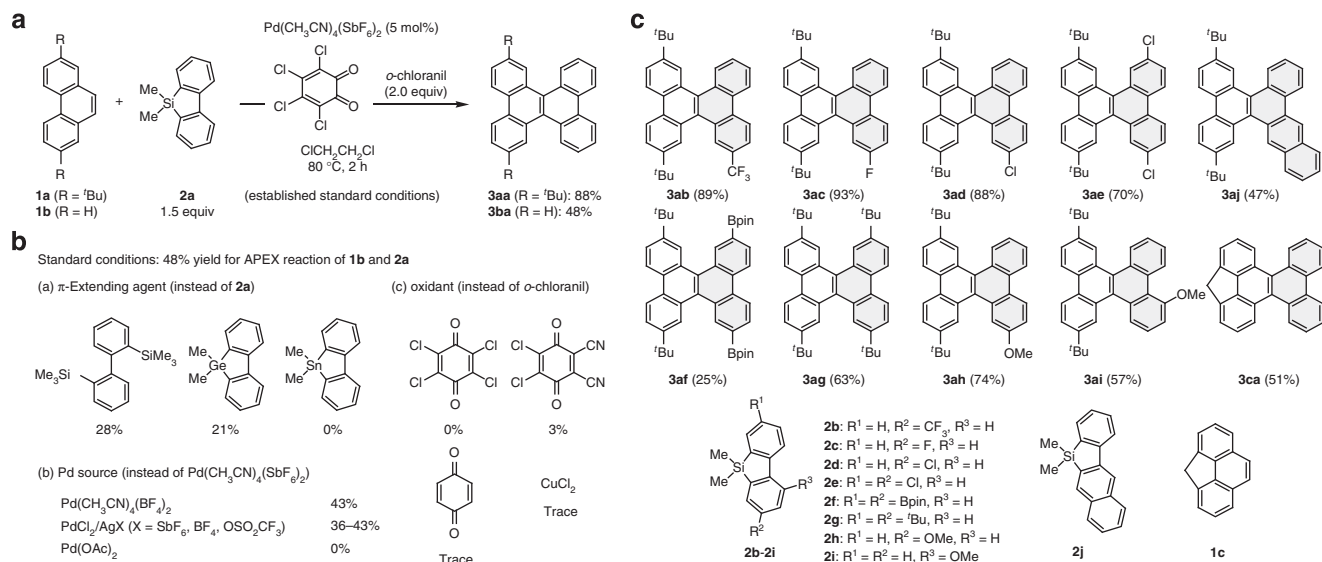 a
Pd(CH3CN)4(SbF6)2 (5 mol%)
R
R
+
Me
Me
Si
Cl
Cl
Cl
Cl
O
O
o-chloranil
(2.0 equiv)
ClCH2CH2Cl
80 °C, 2 h
R
R
1a (R = tBu)
1b (R = H)
2a
1.5 equiv
(established standard conditions)
3aa (R = tBu): 88%
3ba (R = H): 48%
b
Standard conditions: 48% yield for APEX reaction of 1b and 2a
(a) π-Extending agent (instead of 2a)
SiMe3
Me3Si
28%
Me
Me
Ge
21%
Me
Me
Sn
0%
(b) Pd source (instead of Pd(CH3CN)4(SbF6)2)
Pd(CH3CN)4(BF4)2 43%
PdCl2/AgX (X = SbF6, BF4, OSO2CF3) 36–43%
Pd(OAc)2 0%
(c) oxidant (instead of o-chloranil)
O
Cl
Cl
Cl
Cl
O
0%
O
Cl
CN
Cl
CN
O
3%
O
O
Trace
CuCl2
Trace
c
tBu
tBu
CF3
3ab (89%)
tBu
tBu
F
3ac (93%)
tBu
tBu
Cl
3ad (88%)
tBu
Cl
tBu
Cl
3ae (70%)
tBu
tBu
3aj (47%)
tBu
Bpin
tBu
Bpin
3af (25%)
tBu
tBu
tBu
tBu
3ag (63%)
tBu
tBu
OMe
3ah (74%)
tBu
OMe
tBu
3ai (57%)
3ca (51%)
R1
Me
Me
Si
R3
R2
2b-2i
2b: R1 = H, R2 = CF3, R3 = H
2c: R1 = H, R2 = F, R3 = H
2d: R1 = H, R2 = Cl, R3 = H
2e: R1 = R2 = Cl, R3 = H
2f: R1= R2 = Bpin, R3 = H
2g: R1 = R2 = tBu, R3 = H
2h: R1 = H, R2 = OMe, R3 = H
2i: R1 = R2 = H, R3 = OMe
Me
Me
Si
2j
1c